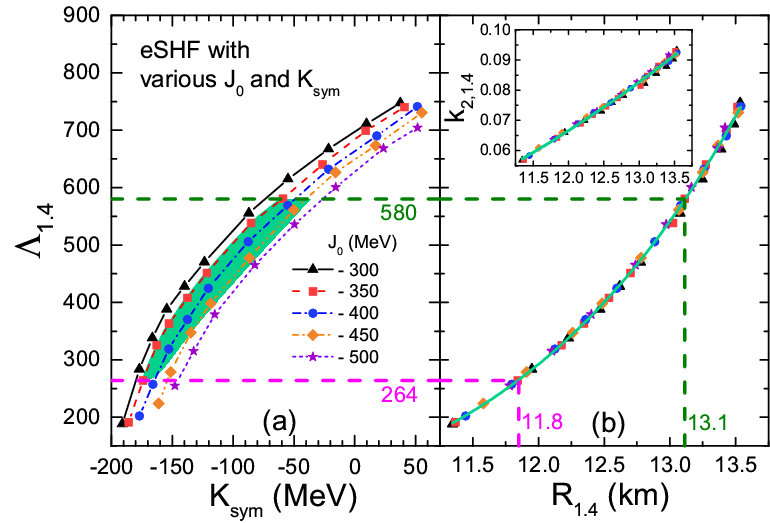 eSHF with
various J0 and Ksym
Λ1.4
900
800
700
600
500
400
300
200
580
264
J0 (MeV)
- 300
- 350
- 400
- 450
- 500
(a)
-200 -150 -100 -50 0 50
Ksym (MeV)
k2,1.4
0.10
0.09
0.08
0.07
0.06
11.5 12.0 12.5 13.0 13.5
11.8
(b)
13.1
11.5 12.0 12.5 13.0 13.5
R1.4 (km)